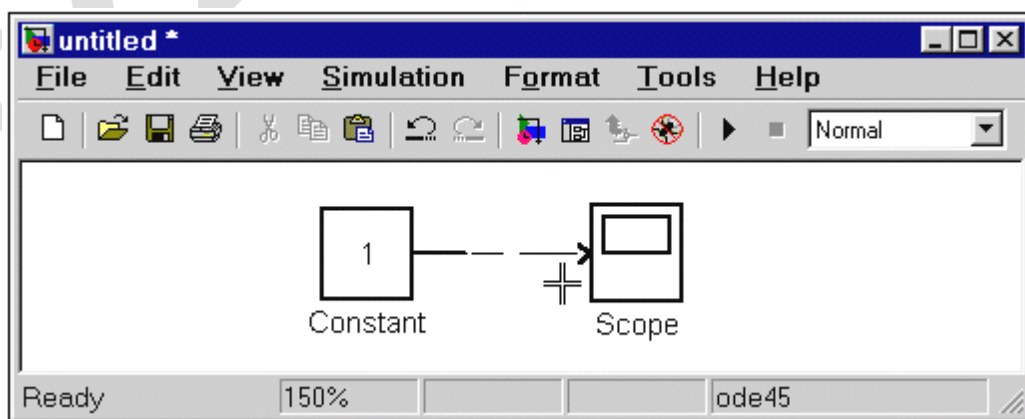 untitled *
File Edit View Simulation Format Tools Help
Normal
1
Constant Scope
Ready 150% ode45